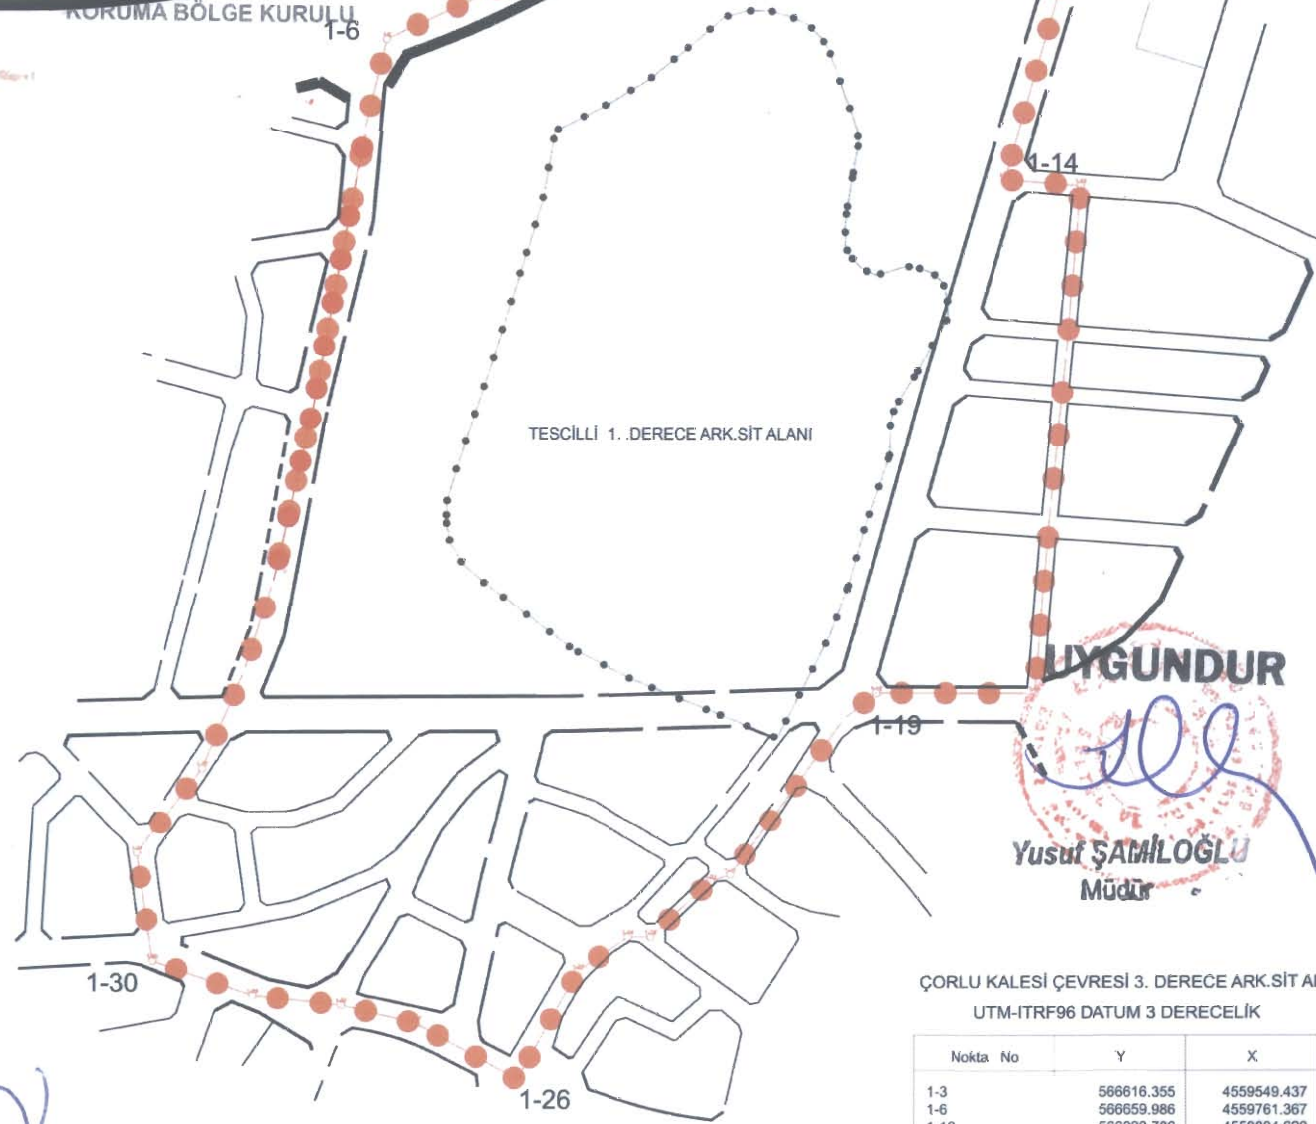 KORUMA BÖLGE KURULU
1-6
1-14
TESCİLLİ 1. .DERECE ARK.SİT ALANI
UYGUNDUR
1-19
Yusuf ŞAMİLOĞLU
Müdür
1-30
ÇORLU KALESİ ÇEVRESİ 3. DERECE ARK.SİT
UTM-ITRF96 DATUM 3 DERECELİK
Nokta No Y X
1-3 566616.355 4559549.437
1-6 566659.986 4559761.367
1-26